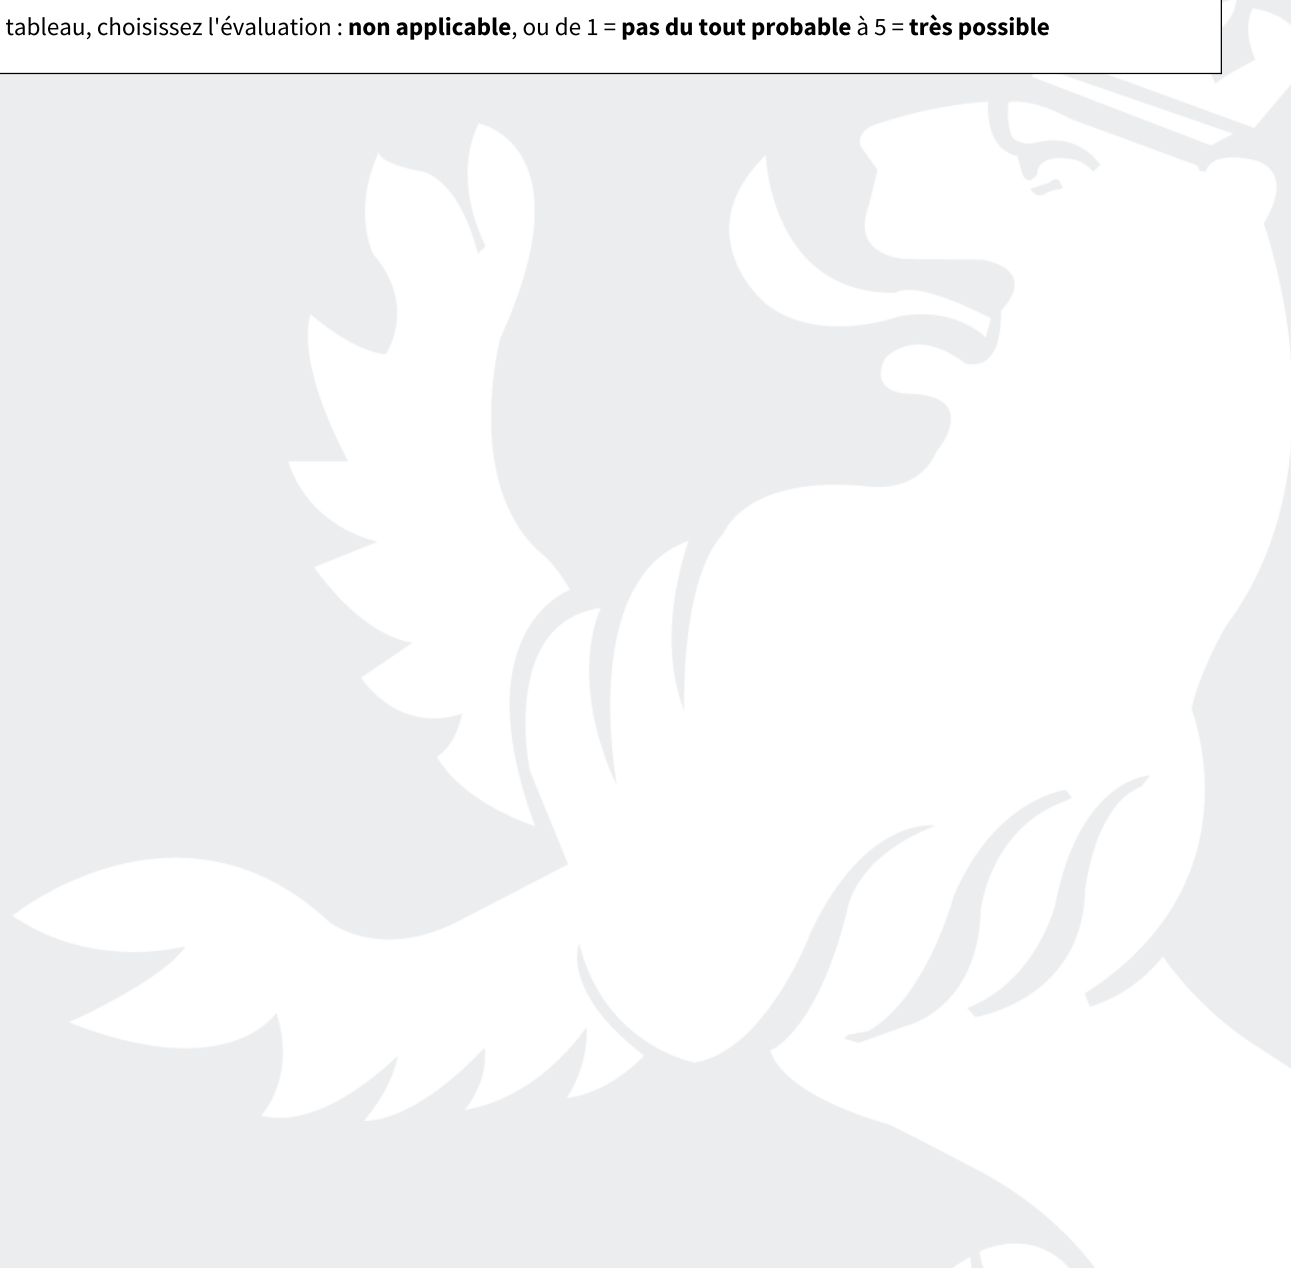 tableau, choisissez l'évaluation : non applicable, ou de 1 = pas du tout probable à 5 = très possible